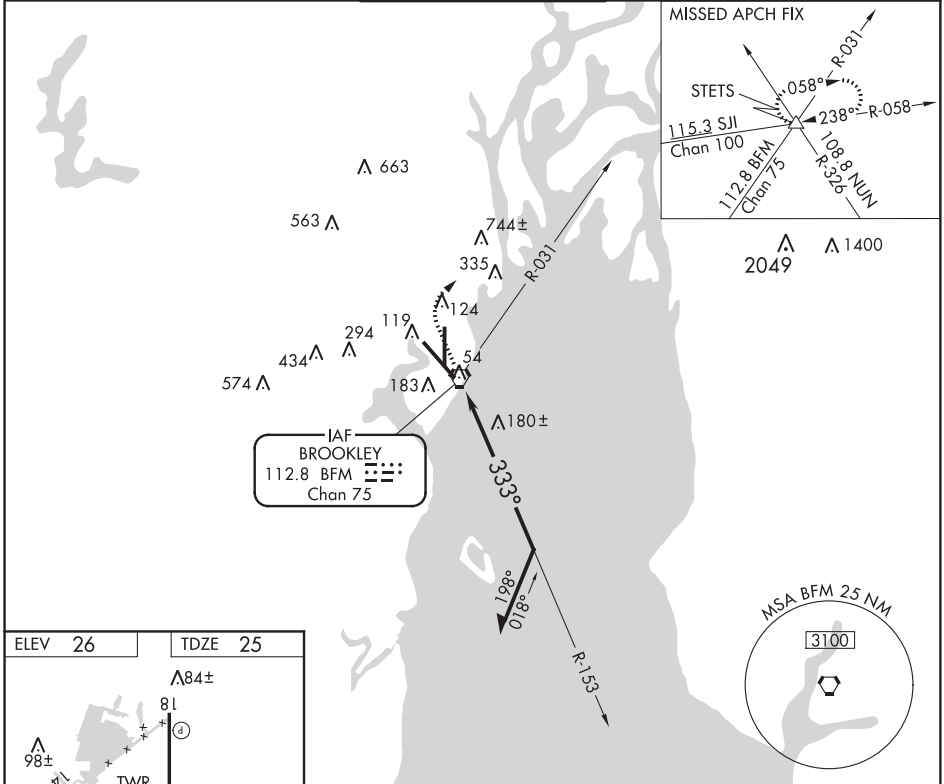 MISSED APCH FIX
R-031
058°
STETS
238°
R-058
115.3 SJI
Chan 100
112.8 BFM
Chan 75
108.8 NUN
R-326
663
563
744±
335
R-031
2049
1400
124
119
294
434
574
54
183
180±
IAF
BROOKLEY
112.8 BFM
Chan 75
333°
198°
018°
R-153
MSA BFM 25 NM
3100
ELEV 26
TDZE 25
84±
18
P
98±
14
TWR